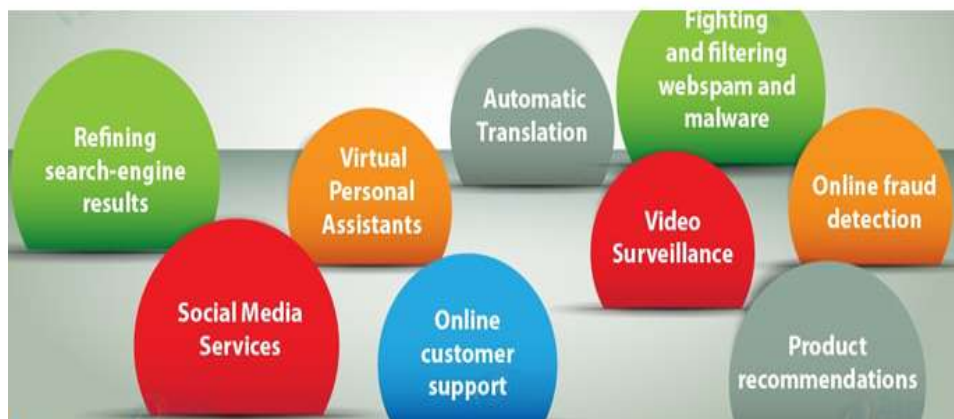 Refining
search-engine
results
Social Media
Services
Virtual
Personal
Assistants
Online
customer
support
Automatic
Translation
Fighting
and filtering
webspam and
malware
Video
Surveillance
Online fraud
detection
Product
recommendations